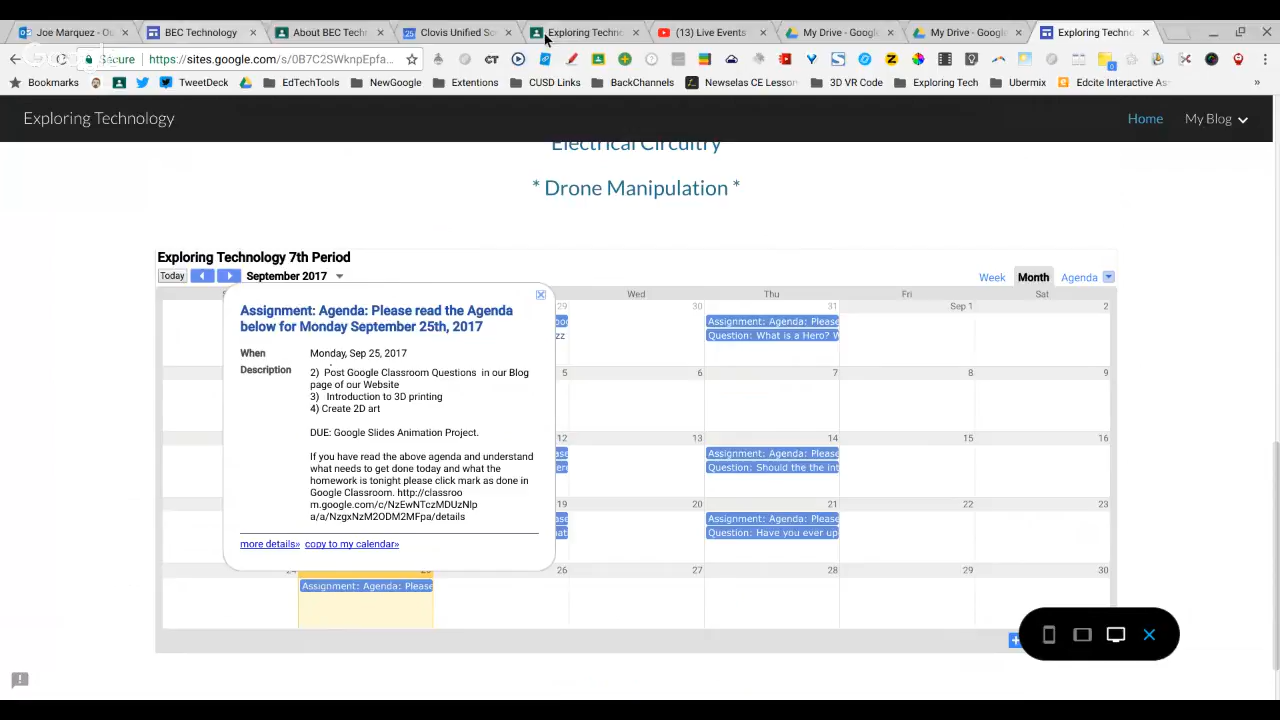 Joe Marquez - Ou
BEC Technology
About BEC Tech
Clovis Unified Sc
Exploring Techno
(13) Live Events
My Drive - Google
My Drive - Google
Exploring Techno
Secure
https://sites.google.com/s/0B7C2SWknpEpfa...
Bookmarks
TweetDeck
EdTechTools
NewGoogle
Extentions
CUSD Links
BackChannels
Newselas CE Lesson
3D VR Code
Exploring Tech
Ubermix
Edcite Interactive As
Exploring Technology
Home
My Blog
Electrical Circuitry
* Drone Manipulation *
Exploring Technology 7th Period
Today
September 2017
Week
Month
Agenda
Wed
Thu
Fri
Sat
29
30
31
Sep 1
2
Assignment: Agenda: Please
Question: What is a Hero? W
zz
5
6
7
8
9
12
13
14
15
16
Assignment: Agenda: Please
Question: Should the the int
19
20
21
22
23
Assignment: Agenda: Please
Question: Have you ever up
24
25
26
27
28
29
30
Assignment: Agenda: Please
Assignment: Agenda: Please read the Agenda
below for Monday September 25th, 2017
When
Monday, Sep 25, 2017
Description
2) Post Google Classroom Questions in our Blog
page of our Website
3) Introduction to 3D printing
4) Create 2D art
DUE: Google Slides Animation Project.
If you have read the above agenda and understand
what needs to get done today and what the
homework is tonight please click mark as done in
Google Classroom. http://classroo
m.google.com/c/NzEwNTczMDUzNlp
a/a/NzgxNzM2ODM2MFpa/details
more details»
copy to my calendar»